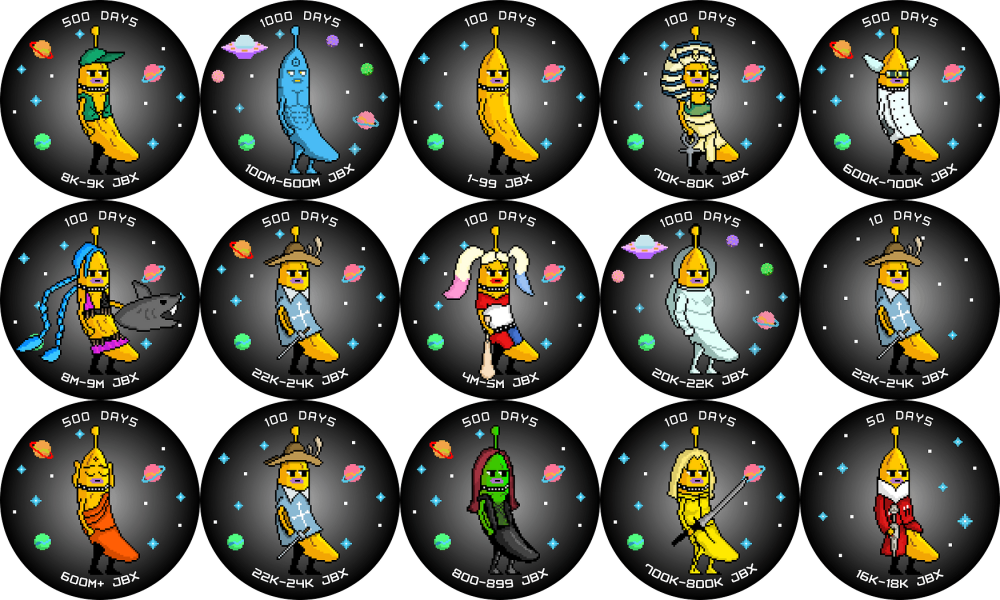 500 DAYS
8K-9K JBX
1000 DAYS
100M-600M JBX
100 DAYS
1-99 JBX
100 DAYS
70K-80K JBX
500 DAYS
600K-700K JBX
100 DAYS
8M-9M JBX
500 DAYS
22K-24K JBX
100 DAYS
4M-5M JBX
1000 DAYS
20K-22K JBX
10 DAYS
22K-24K JBX
500 DAYS
600M+ JBX
100 DAYS
22K-24K JBX
500 DAYS
800-899 JBX
100 DAYS
700K-800K JBX
50 DAYS
16K-18K JBX